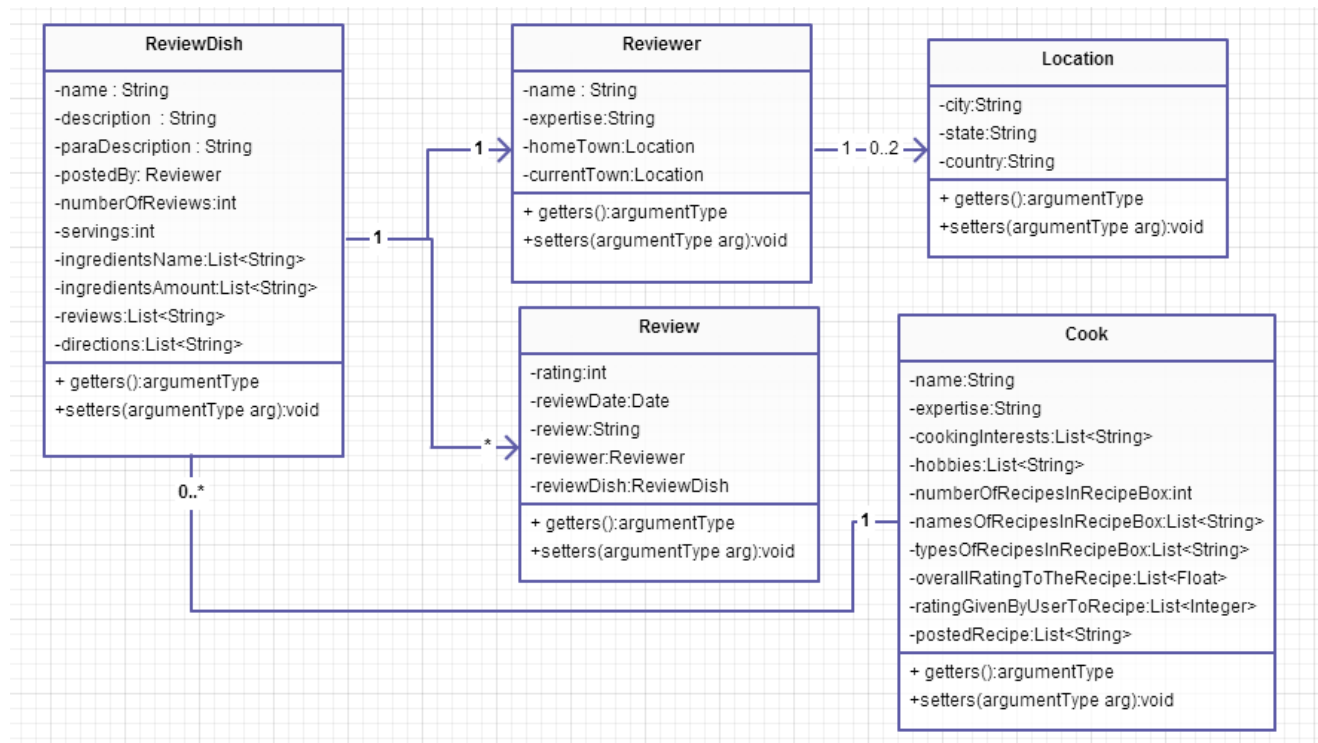 ReviewDish
-name : String
-description : String
-paraDescription : String
-postedBy: Reviewer
-numberOfReviews:int
-servings:int
-ingredientsName:List<String>
-ingredientsAmount:List<String>
-reviews:List<String>
-directions:List<String>
+ getters():argumentType
+setters(argumentType arg):void
1
0..*
1
*
Reviewer
-name : String
-expertise:String
-homeTown:Location
-currentTown:Location
+ getters():argumentType
+setters(argumentType arg):void
1
0..2
Location
-city:String
-state:String
-country:String
+ getters():argumentType
+setters(argumentType arg):void
Review
-rating:int
-reviewDate:Date
-review:String
-reviewer:Reviewer
-reviewDish:ReviewDish
+ getters():argumentType
+setters(argumentType arg):void
1
Cook
-name:String
-expertise:String
-cookingInterests:List<String>
-hobbies:List<String>
-numberOfRecipesInRecipeBox:int
-namesOfRecipesInRecipeBox:List<String>
-typesOfRecipesInRecipeBox:List<String>
-overallRatingToTheRecipe:List<Float>
-ratingGivenByUserToRecipe:List<Integer>
-postedRecipe:List<String>
+ getters():argumentType
+setters(argumentType arg):void